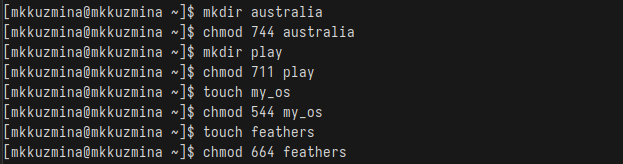 [mkkuzmina@mkkuzmina ~]$ mkdir australia
[mkkuzmina@mkkuzmina ~]$ chmod 744 australia
[mkkuzmina@mkkuzmina ~]$ mkdir play
[mkkuzmina@mkkuzmina ~]$ chmod 711 play
[mkkuzmina@mkkuzmina ~]$ touch my_os
[mkkuzmina@mkkuzmina ~]$ chmod 544 my_os
[mkkuzmina@mkkuzmina ~]$ touch feathers
[mkkuzmina@mkkuzmina ~]$ chmod 664 feathers